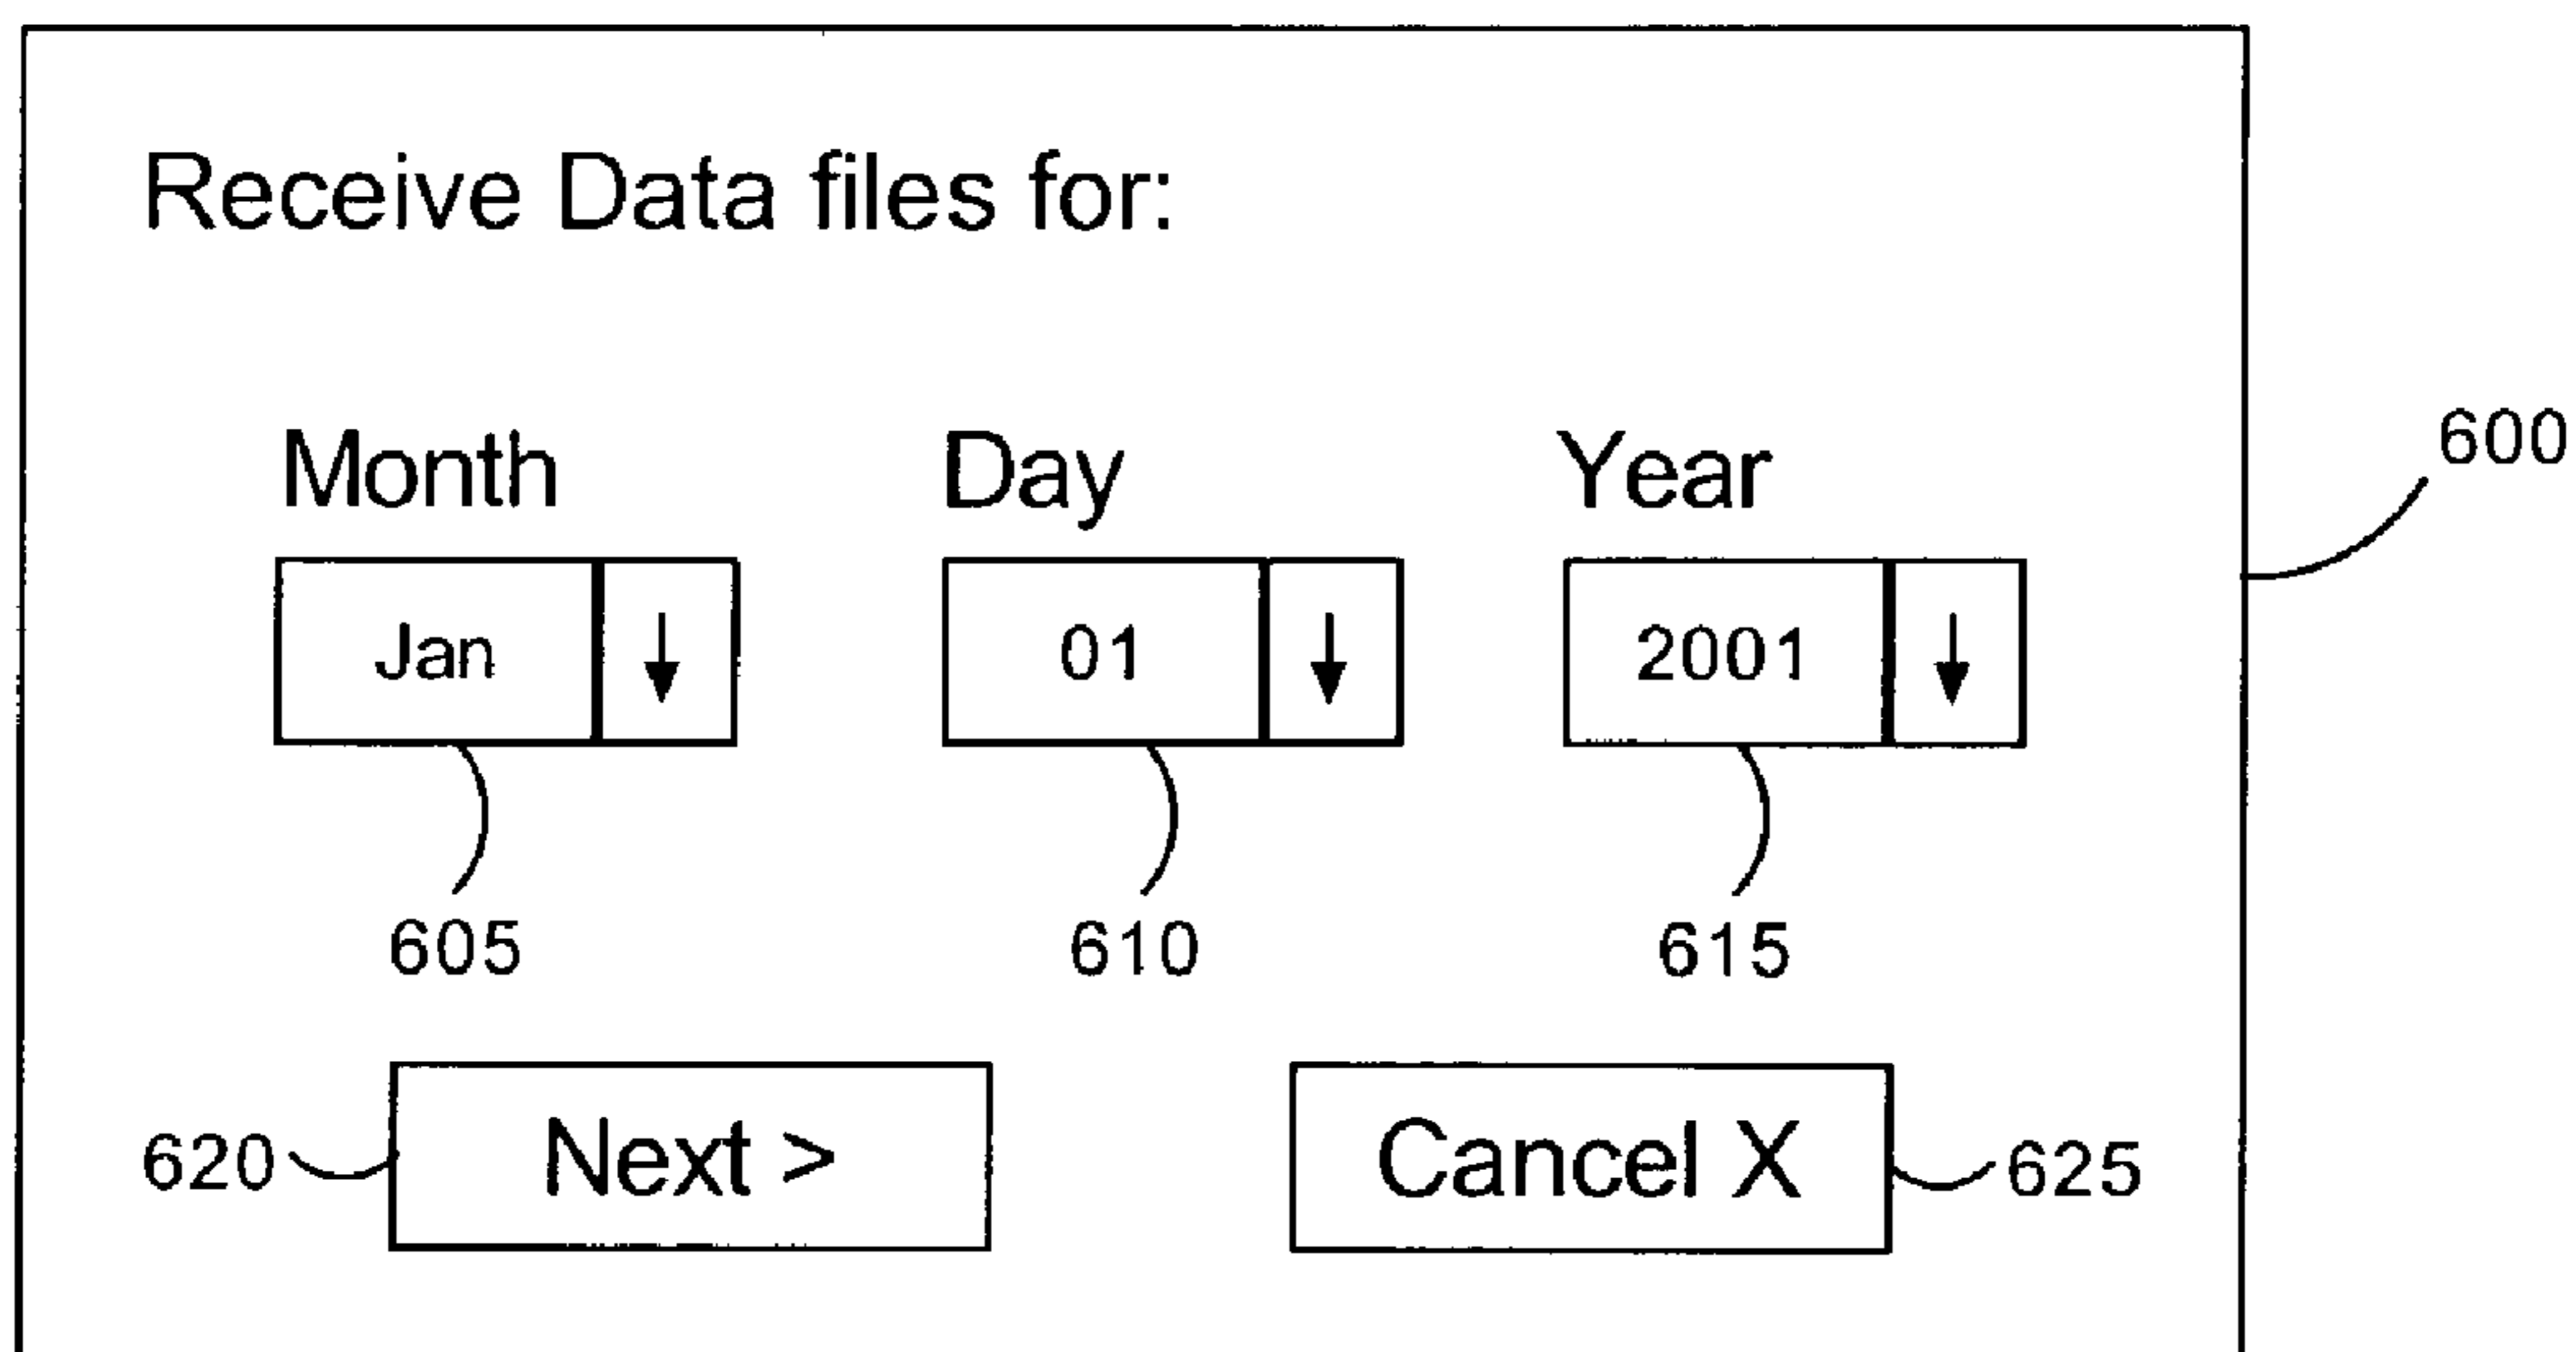 Receive Data files for:
600
Month Day Year
Jan ↓ 01 ↓ 2001 ↓
605 610 615
620 Next > Cancel X 625